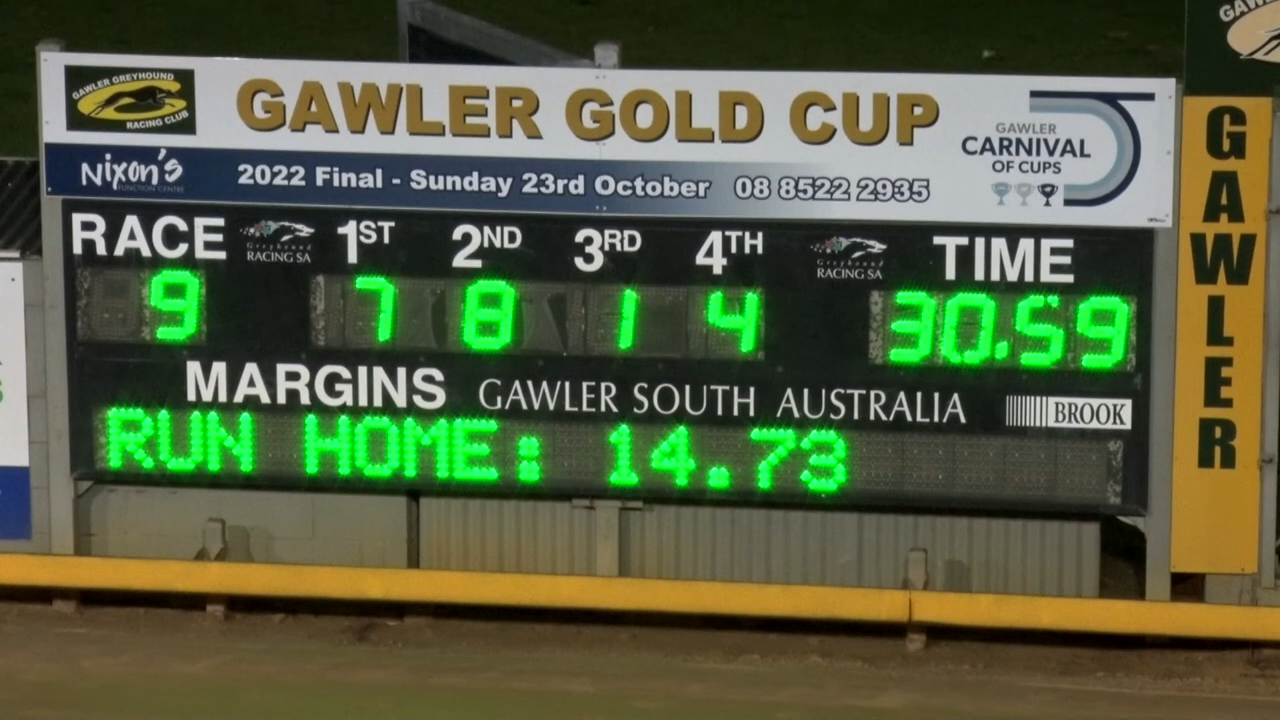 GAWLER GREYHOUND
RACING CLUB
GAWLER GOLD CUP
GAWLER
CARNIVAL
OF CUPS
Nixon's
FUNCTION CENTRE
2022 Final - Sunday 23rd October 08 8522 2935
RACE Greyhound RACING SA 1ST 2ND 3RD 4TH Greyhound RACING SA TIME
9 7 8 1 4 30.59
MARGINS GAWLER SOUTH AUSTRALIA BROOK
RUN HOME: 14.73
GAWLER